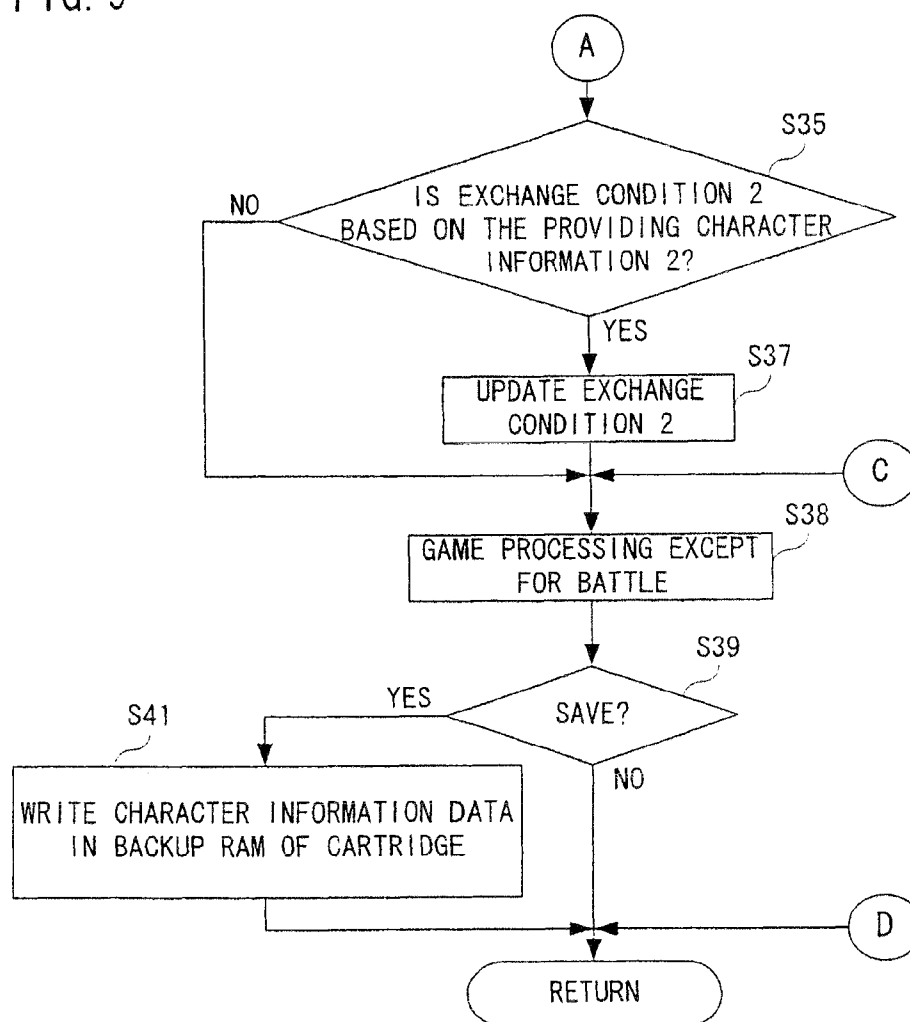 A
S35
IS EXCHANGE CONDITION 2
BASED ON THE PROVIDING CHARACTER
INFORMATION 2?
NO
YES
S37
UPDATE EXCHANGE
CONDITION 2
C
S38
GAME PROCESSING EXCEPT
FOR BATTLE
S39
SAVE?
YES
NO
S41
WRITE CHARACTER INFORMATION DATA
IN BACKUP RAM OF CARTRIDGE
D
RETURN